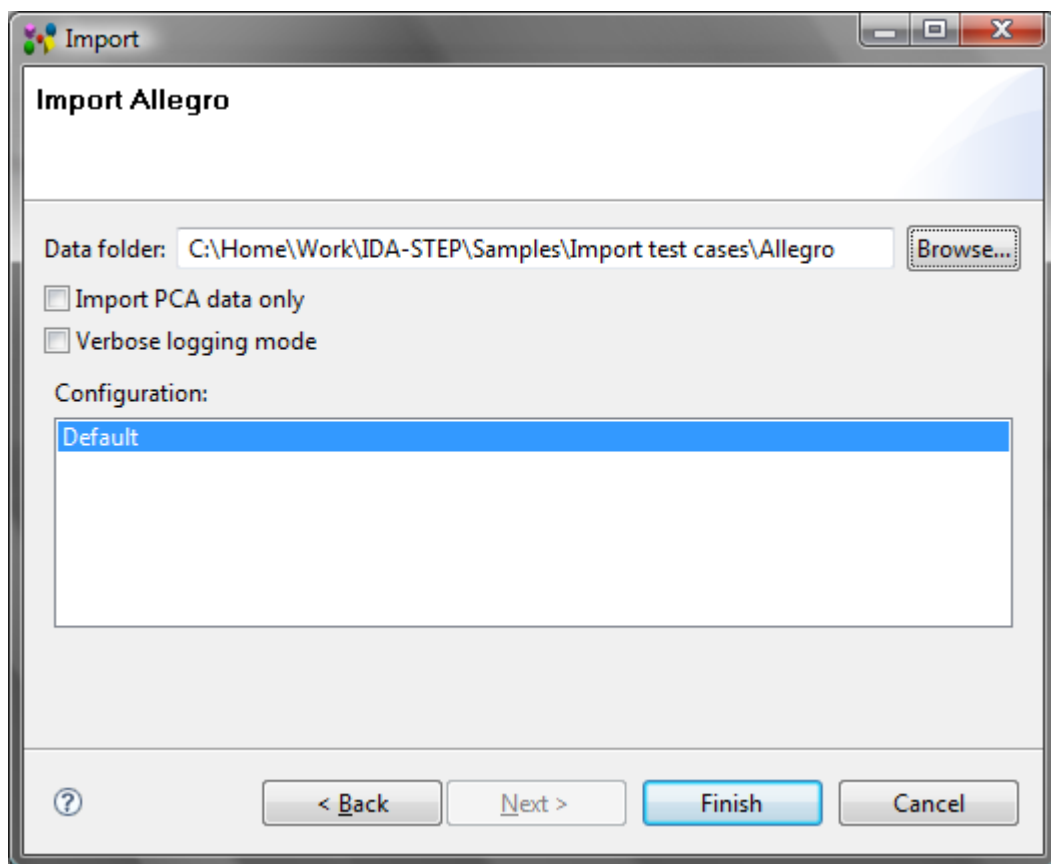 Import
Import Allegro
Data folder: C:\Home\Work\IDA-STEP\Samples\Import test cases\Allegro Browse...
Import PCA data only
Verbose logging mode
Configuration:
Default
< Back Next > Finish Cancel